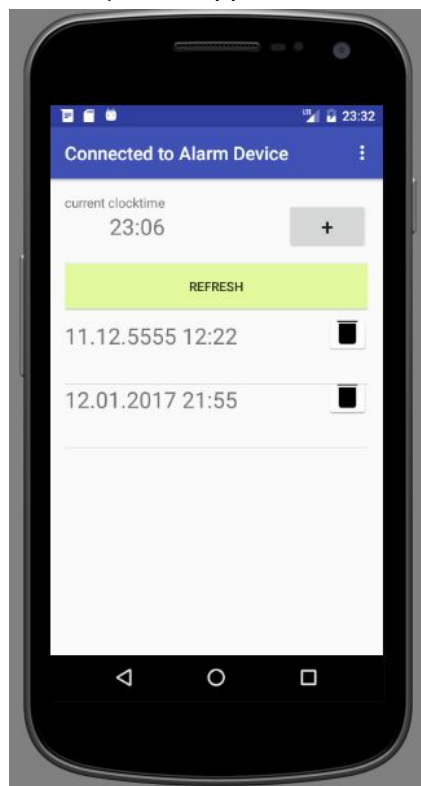 23:32
Connected to Alarm Device
current clocktime
23:06
+
REFRESH
11.12.5555 12:22
12.01.2017 21:55